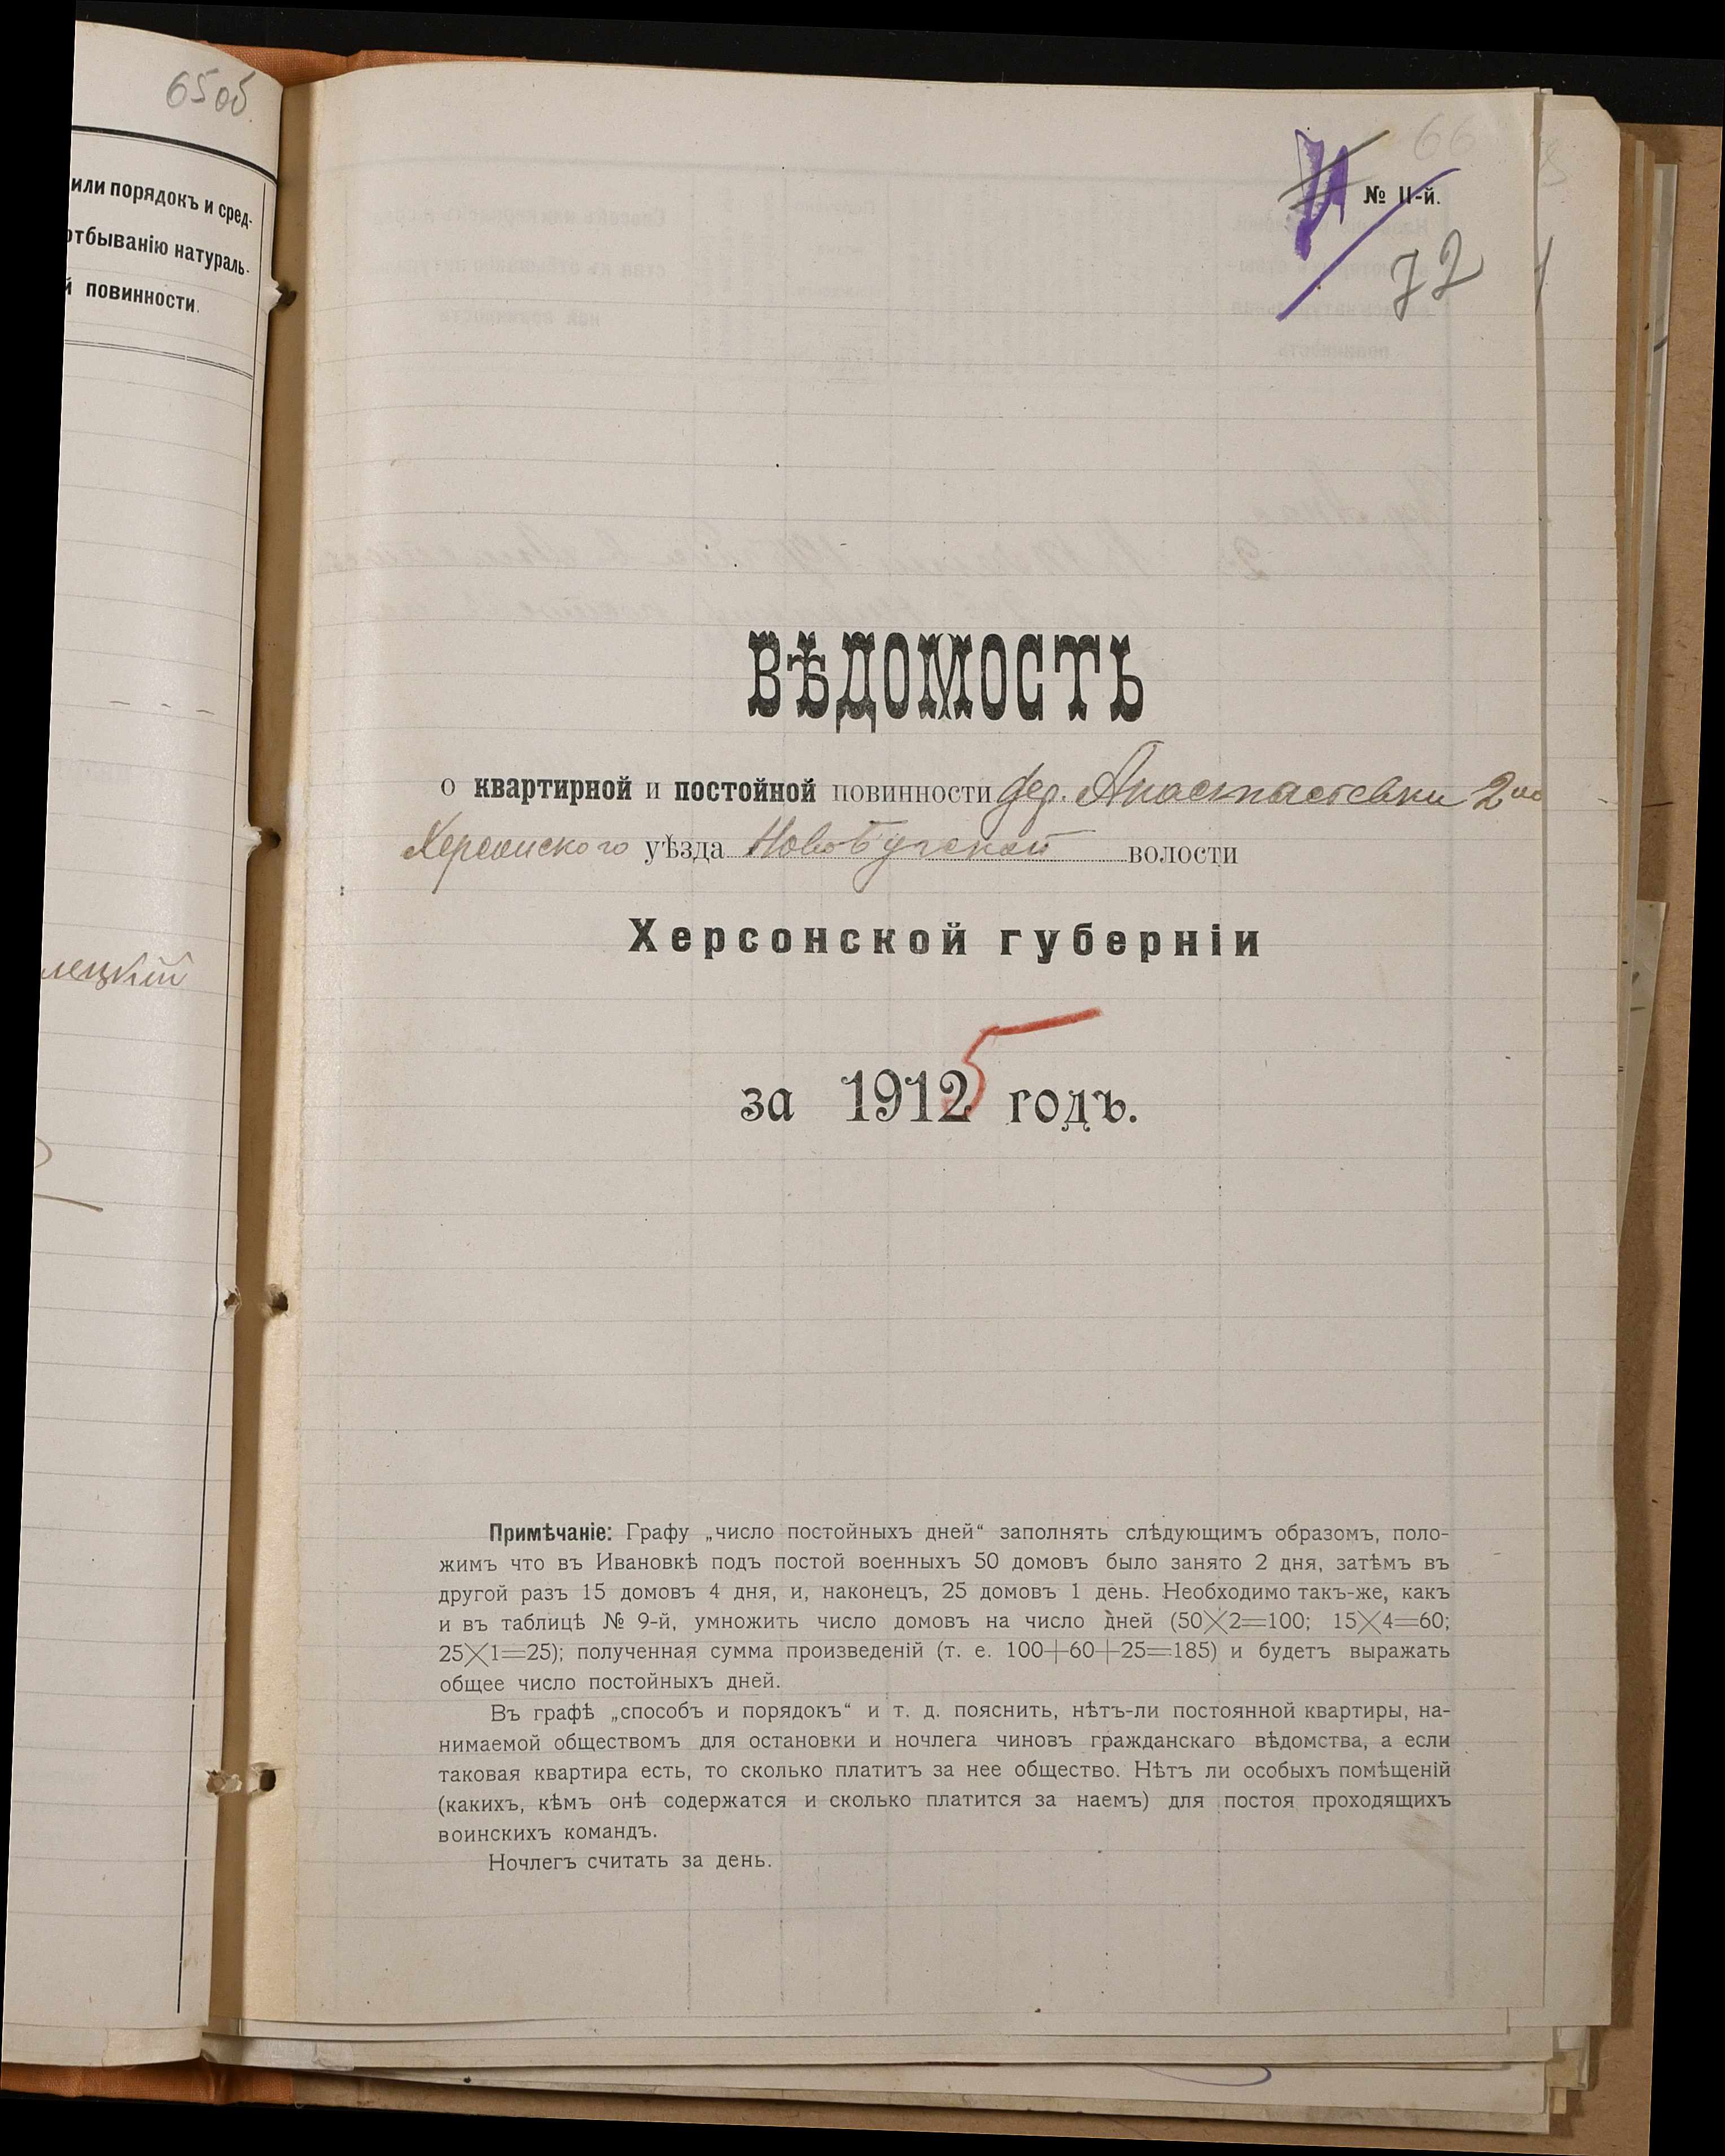 65 об.
или порядокъ и сред-
отбыванію натураль-
й повинности.
лецкій
66
№ 11-й.
72
ВѢДОМОСТЬ
о квартирной и постойной повинности дер. Анастасіевки 2ой
Херсонского уѣзда НовоБугской волости
Херсонской губерніи
за 1912 5 годъ.
Примѣчаніе: Графу „число постойныхъ дней“ заполнять слѣдующимъ образомъ, поло-
жимъ что въ Ивановкѣ подъ постой военныхъ 50 домовъ было занято 2 дня, затѣмъ въ
другой разъ 15 домовъ 4 дня, и, наконецъ, 25 домовъ 1 день. Необходимо такъ-же, какъ
и въ таблицѣ № 9-й, умножить число домовъ на число дней (50×2=100; 15×4=60;
25×1=25); полученная сумма произведеній (т. е. 100+60+25=185) и будетъ выражать
общее число постойныхъ дней.
Въ графѣ „способъ и порядокъ“ и т. д. пояснить, нѣтъ-ли постоянной квартиры, на-
нимаемой обществомъ для остановки и ночлега чиновъ гражданскаго вѣдомства, а если
таковая квартира есть, то сколько платитъ за нее общество. Нѣтъ ли особыхъ помѣщеній
(какихъ, кѣмъ онѣ содержатся и сколько платится за наемъ) для постоя проходящихъ
воинскихъ командъ.
Ночлегъ считать за день.